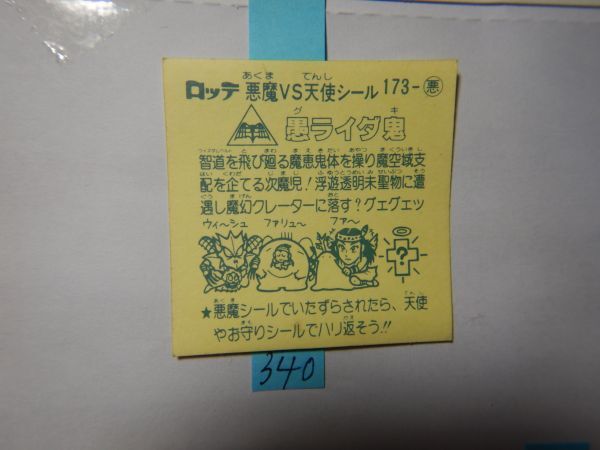 ロッテ 悪魔VS天使シール 173-悪
あくま てんし
愚ライダ鬼
グ キ
智道を飛び廻る魔恵鬼体を操り魔空域支
配を企てる次魔児!浮遊透明未聖物に遭
遇し魔幻クレーターに落す?グェグェッ
ウィ〜シュ ファリュ〜 ファ〜
?
★悪魔シールでいたずらされたら、天使
やお守りシールでハリ返そう!!
340